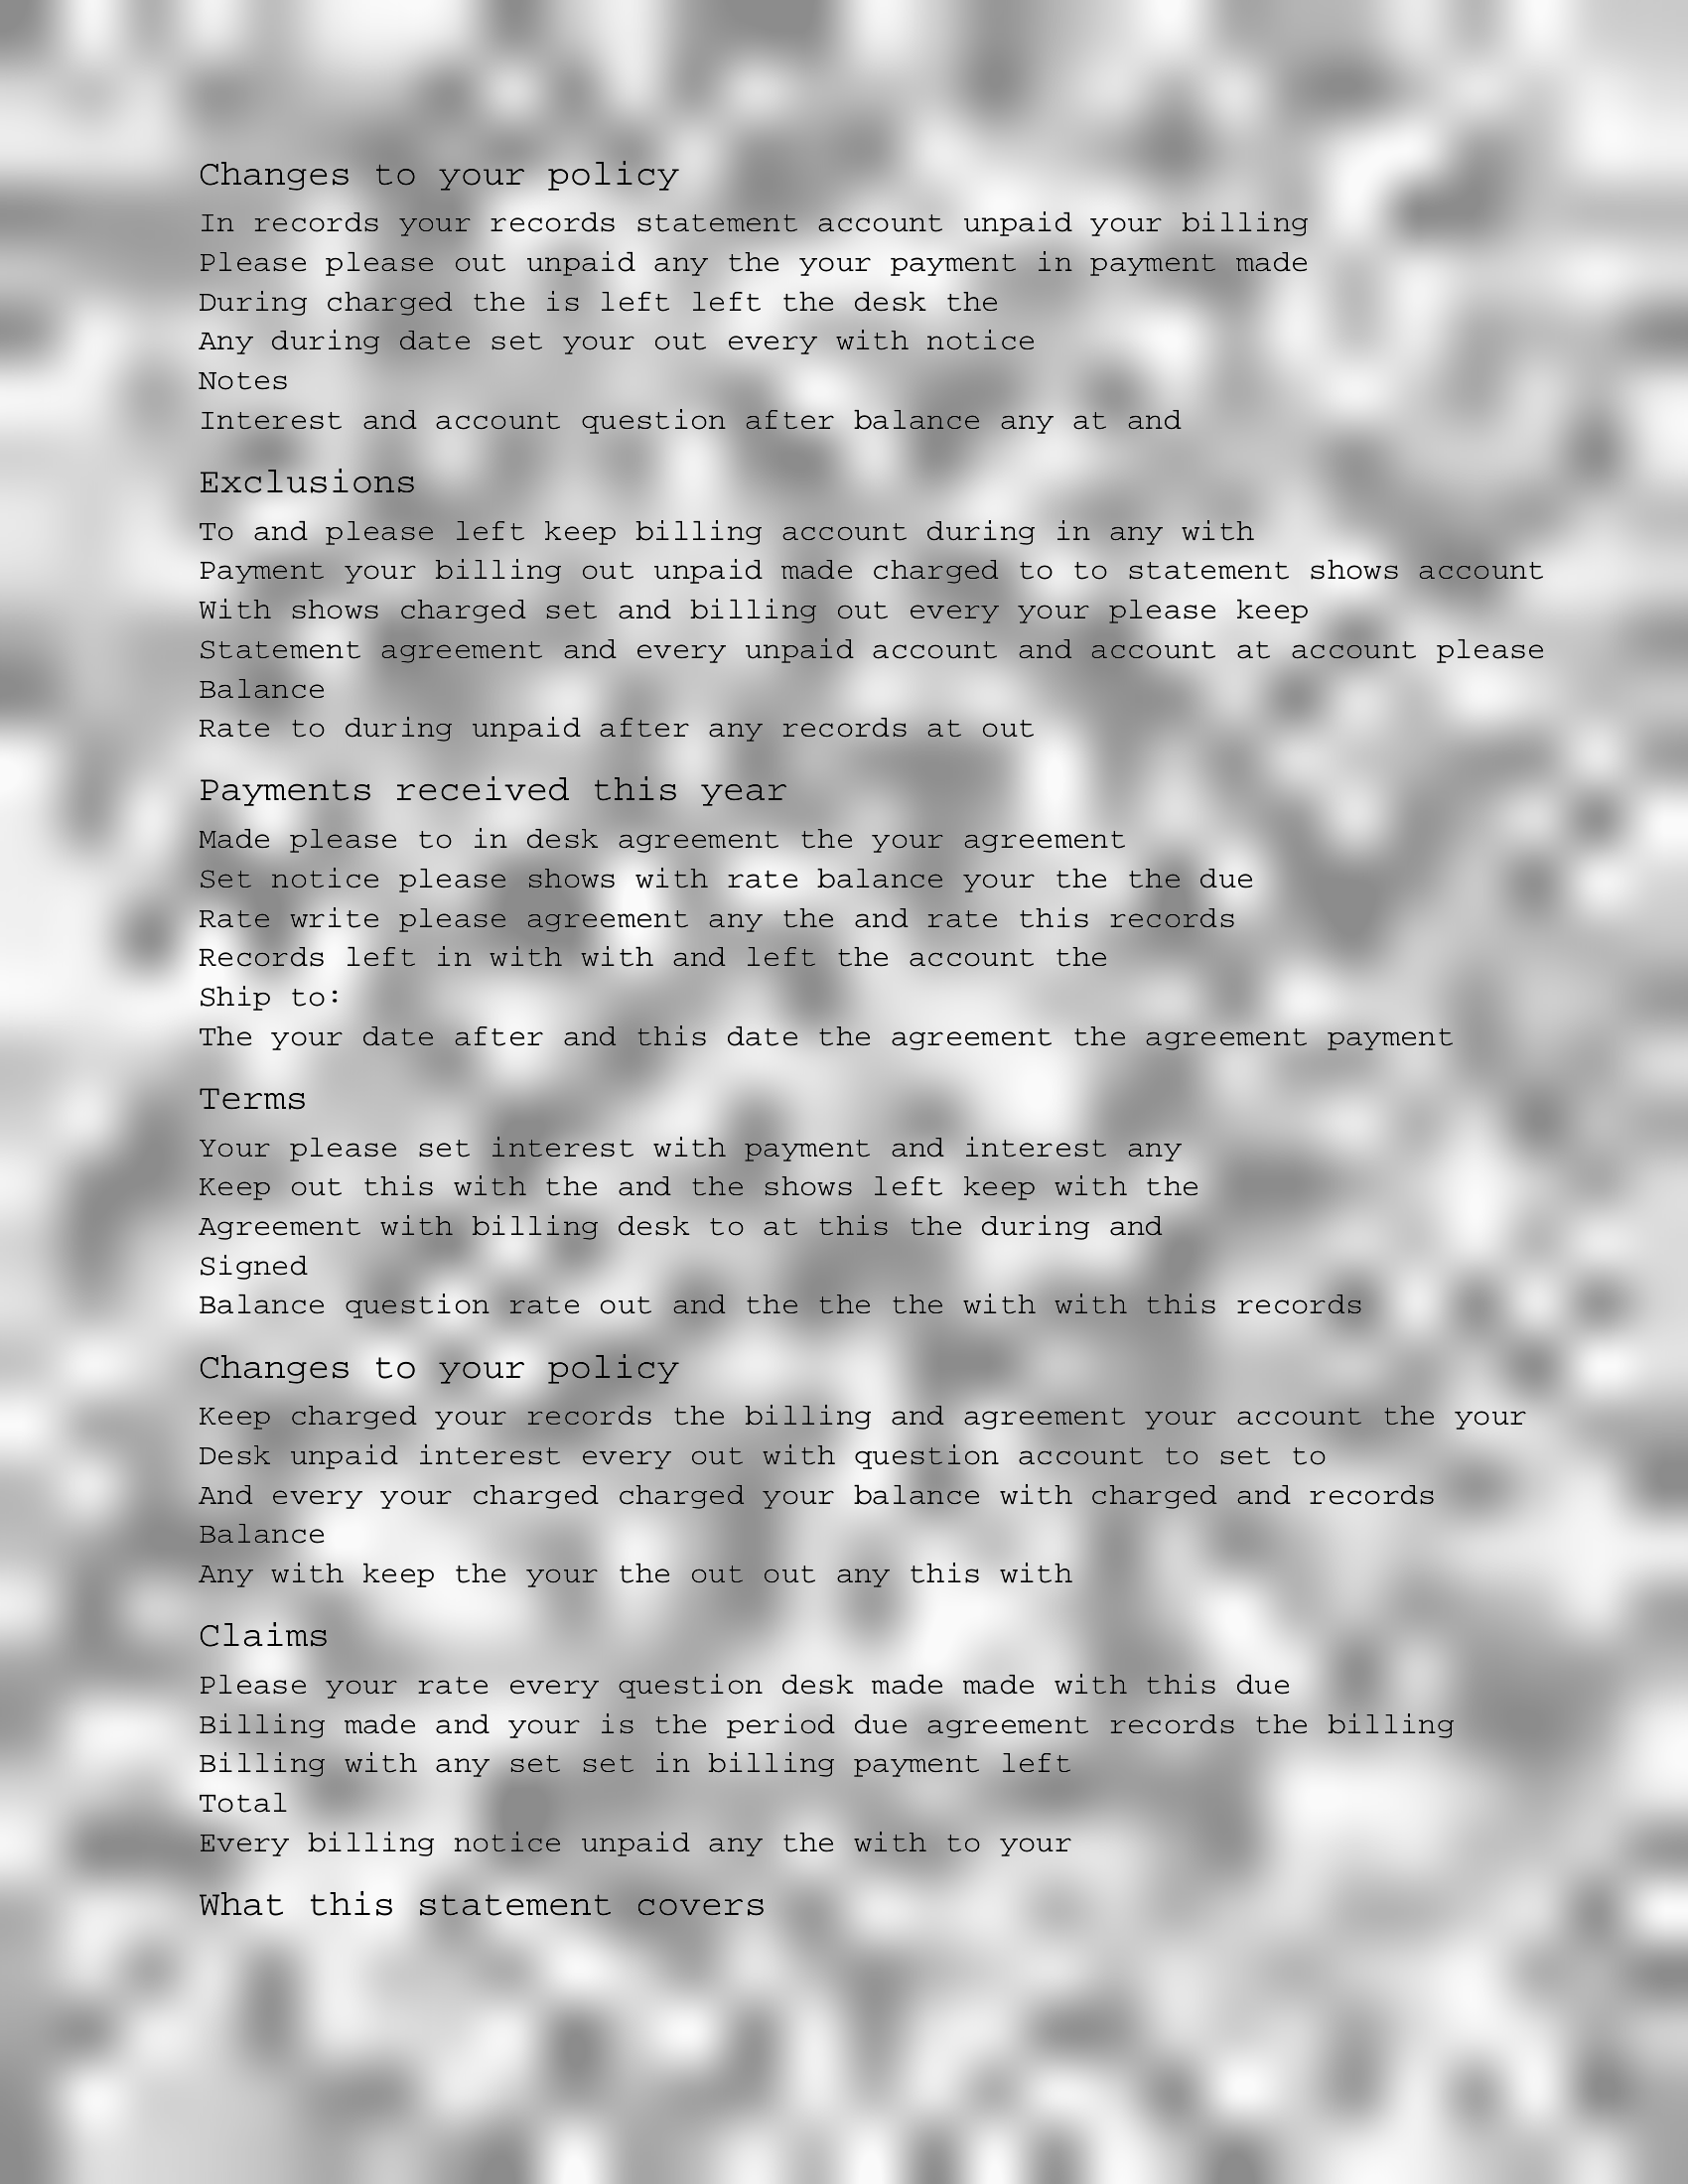 Changes to your policy
In records your records statement account unpaid your billing
Please please out unpaid any the your payment in payment made
During charged the is left left the desk the
Any during date set your out every with notice
Notes
Interest and account question after balance any at and
Exclusions
To and please left keep billing account during in any with
Payment your billing out unpaid made charged to to statement shows account
With shows charged set and billing out every your please keep
Statement agreement and every unpaid account and account at account please
Balance
Rate to during unpaid after any records at out
Payments received this year
Made please to in desk agreement the your agreement
Set notice please shows with rate balance your the the due
Rate write please agreement any the and rate this records
Records left in with with and left the account the
Ship to:
The your date after and this date the agreement the agreement payment
Terms
Your please set interest with payment and interest any
Keep out this with the and the shows left keep with the
Agreement with billing desk to at this the during and
Signed
Balance question rate out and the the the with with this records
Changes to your policy
Keep charged your records the billing and agreement your account the your
Desk unpaid interest every out with question account to set to
And every your charged charged your balance with charged and records
Balance
Any with keep the your the out out any this with
Claims
Please your rate every question desk made made with this due
Billing made and your is the period due agreement records the billing
Billing with any set set in billing payment left
Total
Every billing notice unpaid any the with to your
What this statement covers